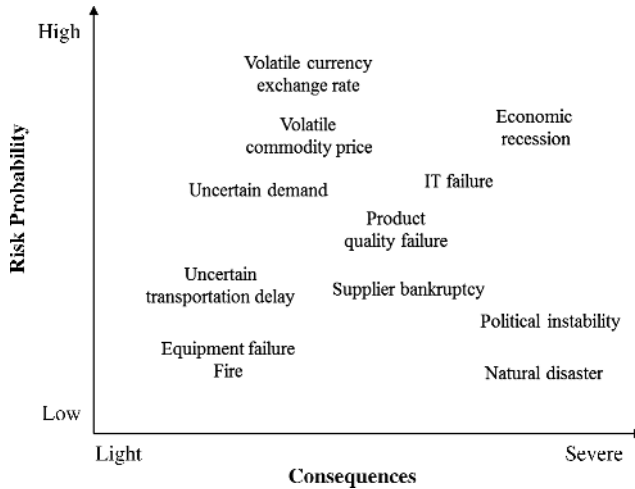 High
Volatile currency
exchange rate
Economic
recession
Volatile
commodity price
IT failure
Uncertain demand
Product
quality failure
Risk Probability
Uncertain
transportation delay
Supplier bankruptcy
Political instability
Equipment failure
Fire
Natural disaster
Low
Light
Severe
Consequences